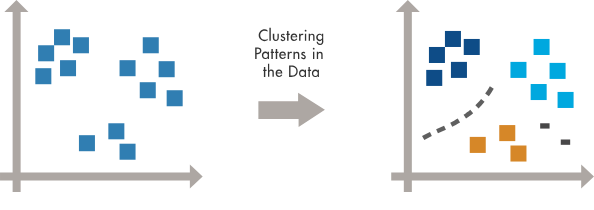 Clustering
Patterns in
the Data